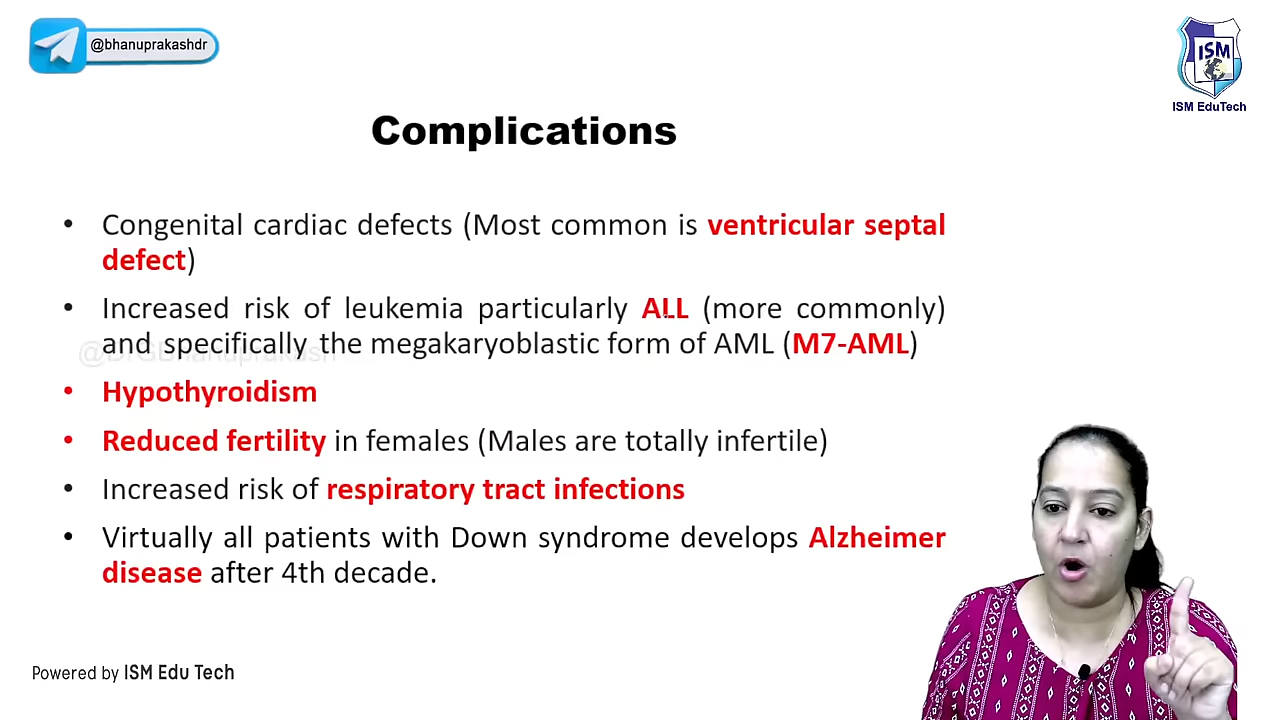 @bhanuprakashdr
ISM
ISM EduTech
Complications
• Congenital cardiac defects (Most common is ventricular septal
defect)
• Increased risk of leukemia particularly ALL (more commonly)
and specifically the megakaryoblastic form of AML (M7-AML)
@DrGBhanuprakash
• Hypothyroidism
• Reduced fertility in females (Males are totally infertile)
• Increased risk of respiratory tract infections
• Virtually all patients with Down syndrome develops Alzheimer
disease after 4th decade.
Powered by ISM Edu Tech